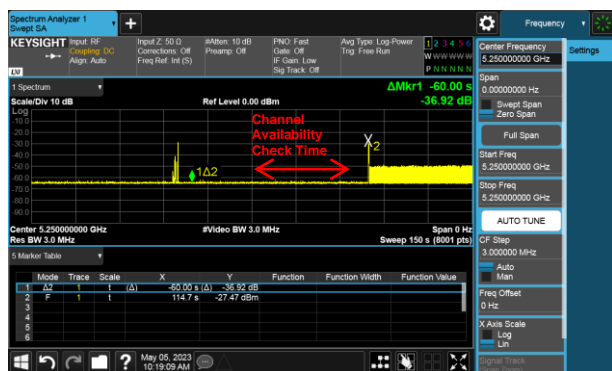 Spectrum Analyzer 1
Swept SA
Frequency
KEYSIGHT
Input: RF
Coupling: DC
Align: Auto
Input Z: 50 Ω
Corrections: Off
Freq Ref: Int (S)
#Atten: 10 dB
Preamp: Off
PNO: Fast
Gate: Off
IF Gain: Low
Sig Track: Off
Avg Type: Log-Power
Trig: Free Run
1 2 3 4 5 6
W W W W W W
P N N N N N
LXI
1 Spectrum
ΔMkr1 -60.00 s
-36.92 dB
Scale/Div 10 dB
Ref Level 0.00 dBm
Log
-10.0
-20.0
-30.0
-40.0
-50.0
-60.0
-70.0
-80.0
-90.0
Channel
Availability
Check Time
1Δ2
X2
Center 5.250000000 GHz
Res BW 3.0 MHz
#Video BW 3.0 MHz
Span 0 Hz
Sweep 150 s (8001 pts)
5 Marker Table
Mode Trace Scale X Y Function Function Width Function Value
1 Δ2 1 t (Δ) -60.00 s (Δ) -36.92 dB
2 F 1 t 114.7 s -27.47 dBm
3
4
5
6
May 05, 2023
10:19:09 AM
?
Center Frequency
5.250000000 GHz
Settings
Span
0.00000000 Hz
Swept Span
Zero Span
Full Span
Start Freq
5.250000000 GHz
Stop Freq
5.250000000 GHz
AUTO TUNE
CF Step
3.000000 MHz
Auto
Man
Freq Offset
0 Hz
X Axis Scale
Log
Lin
Signal Track
(Span Zoom)